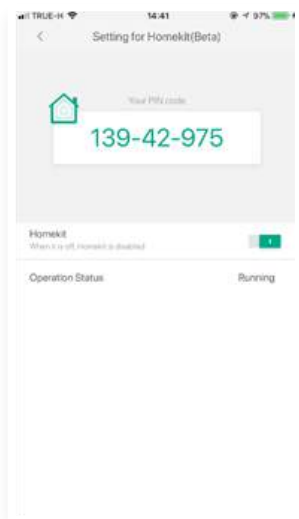 TRUE-H 14:41 97%
Setting for Homekit(Beta)
Your PIN code
139-42-975
Homekit
When it is off, Homekit is disabled
Operation Status Running